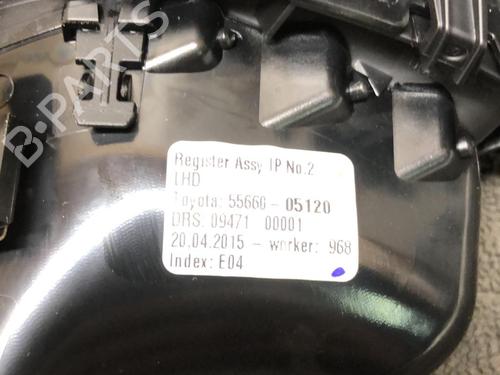 B-PARTS
Register Assy IP No.2
LHD
Toyota: 55660-05120
DRS: 09471 00001
20.04.2015 - worker: 968
Index: E04